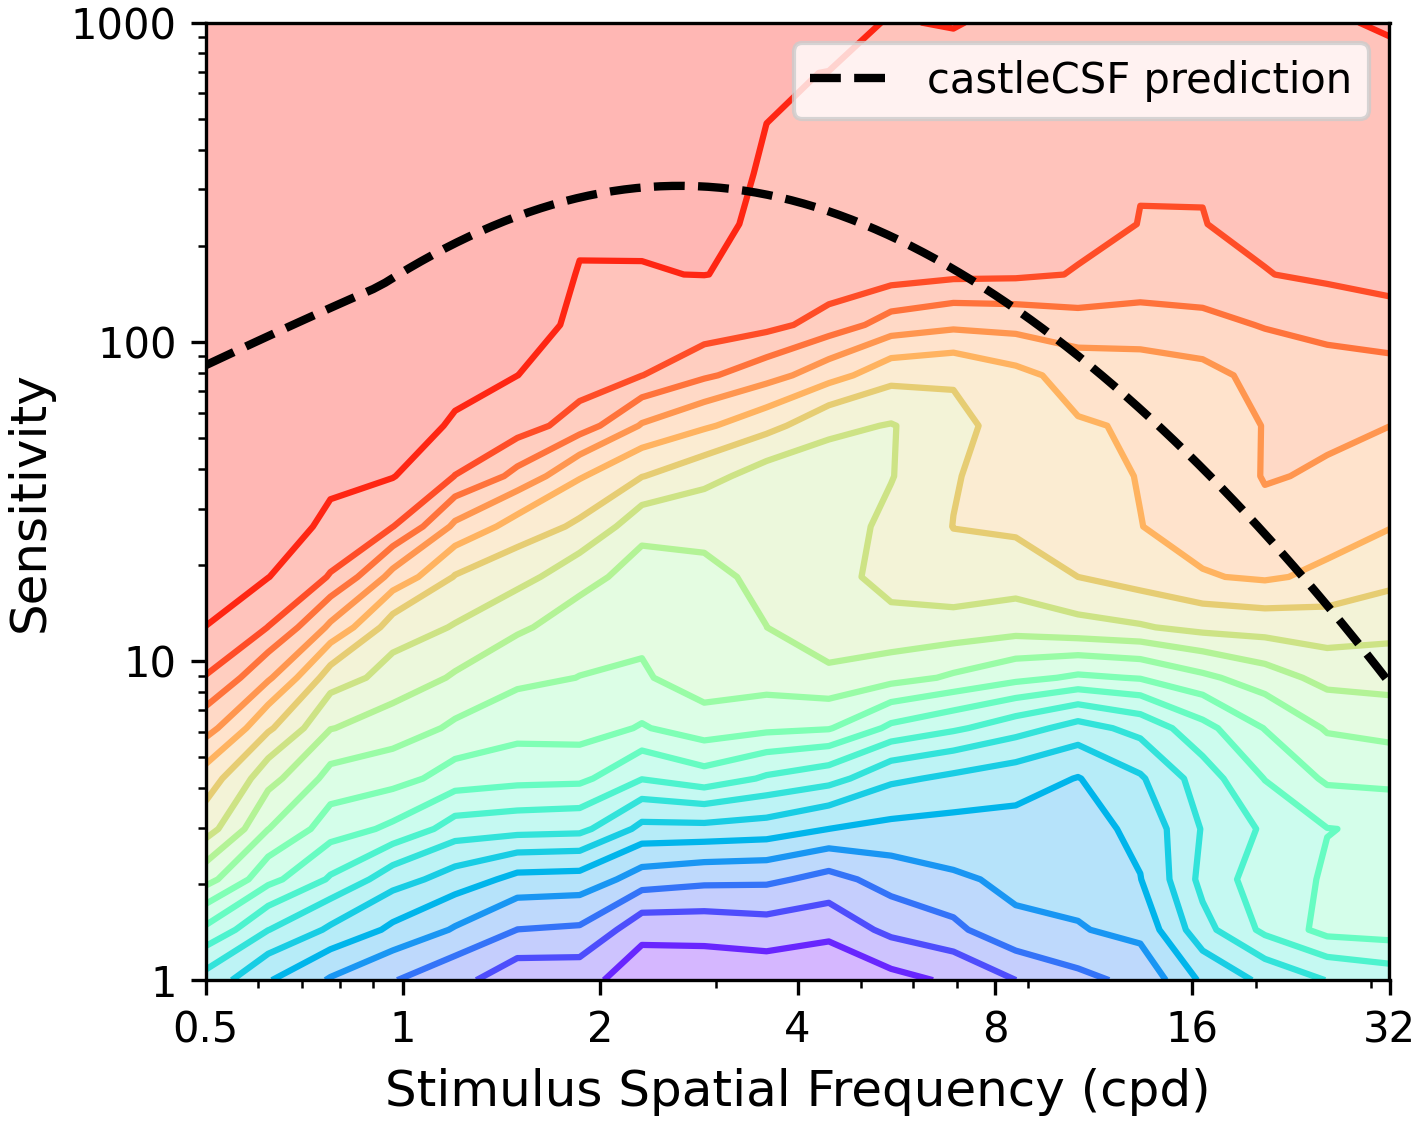 1000
castleCSF prediction
100
Sensitivity
10
1
0.5 1 2 4 8 16 32
Stimulus Spatial Frequency (cpd)